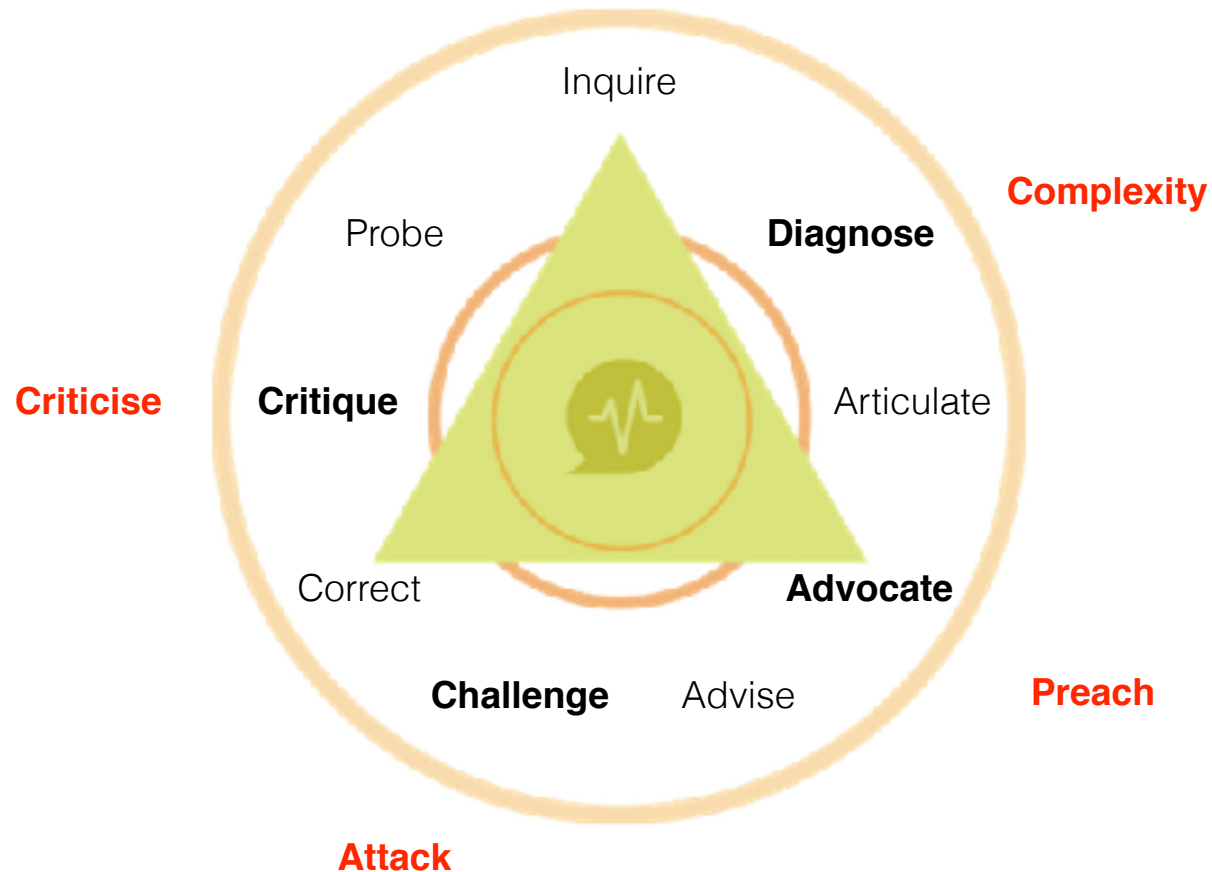 Inquire
Complexity
Probe
Diagnose
Criticise
Critique
Articulate
Correct
Advocate
Challenge
Advise
Preach
Attack